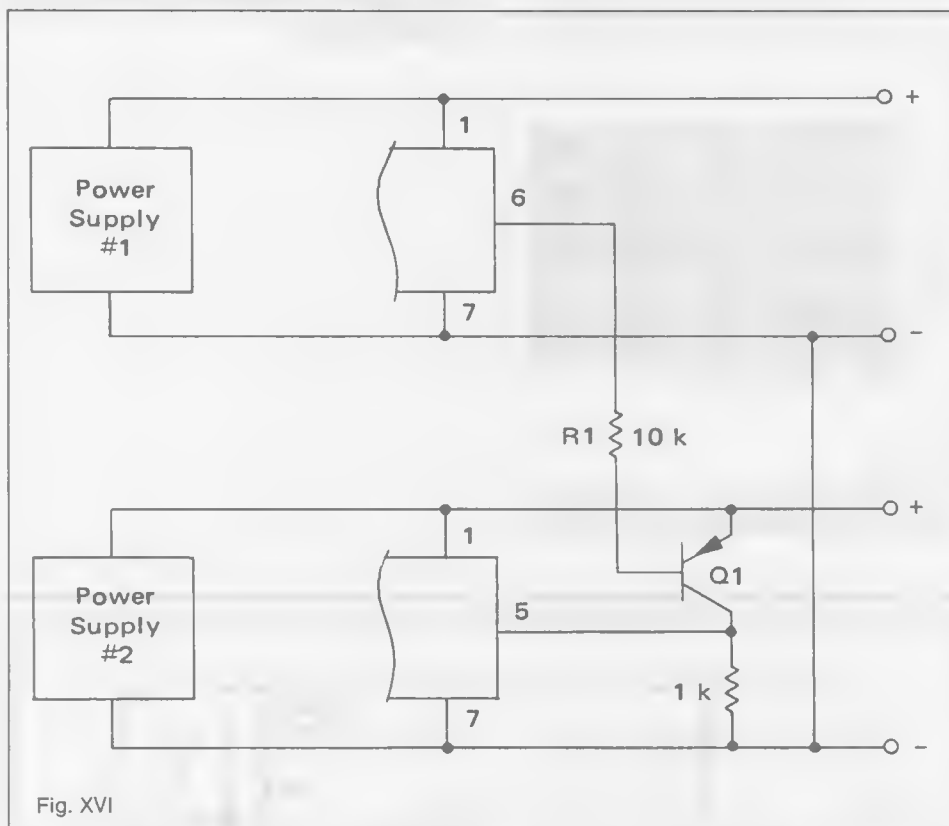 +
1
Power
Supply
#1
6
7
-
R1 10 k
+
1
Q1
Power
Supply
#2
5
1 k
7
-
Fig. XVI